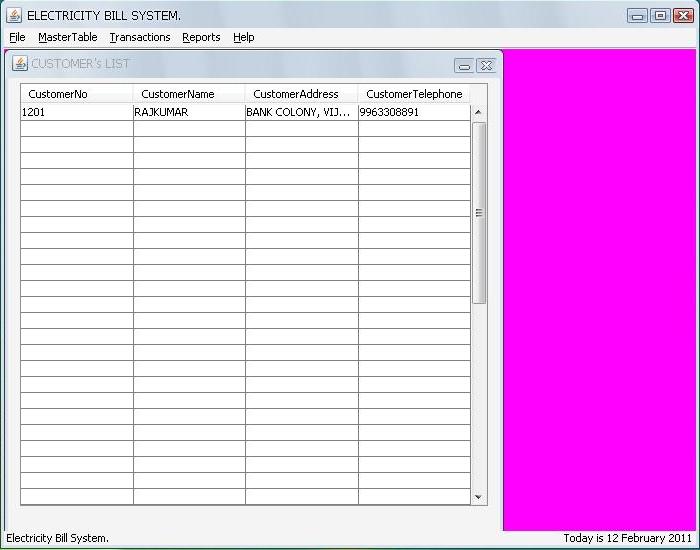 ELECTRICITY BILL SYSTEM.
File MasterTable Transactions Reports Help
CUSTOMER's LIST
CustomerNo CustomerName CustomerAddress CustomerTelephone
1201 RAJKUMAR BANK COLONY, VIJ... 9963308891
Electricity Bill System. Today is 12 February 2011